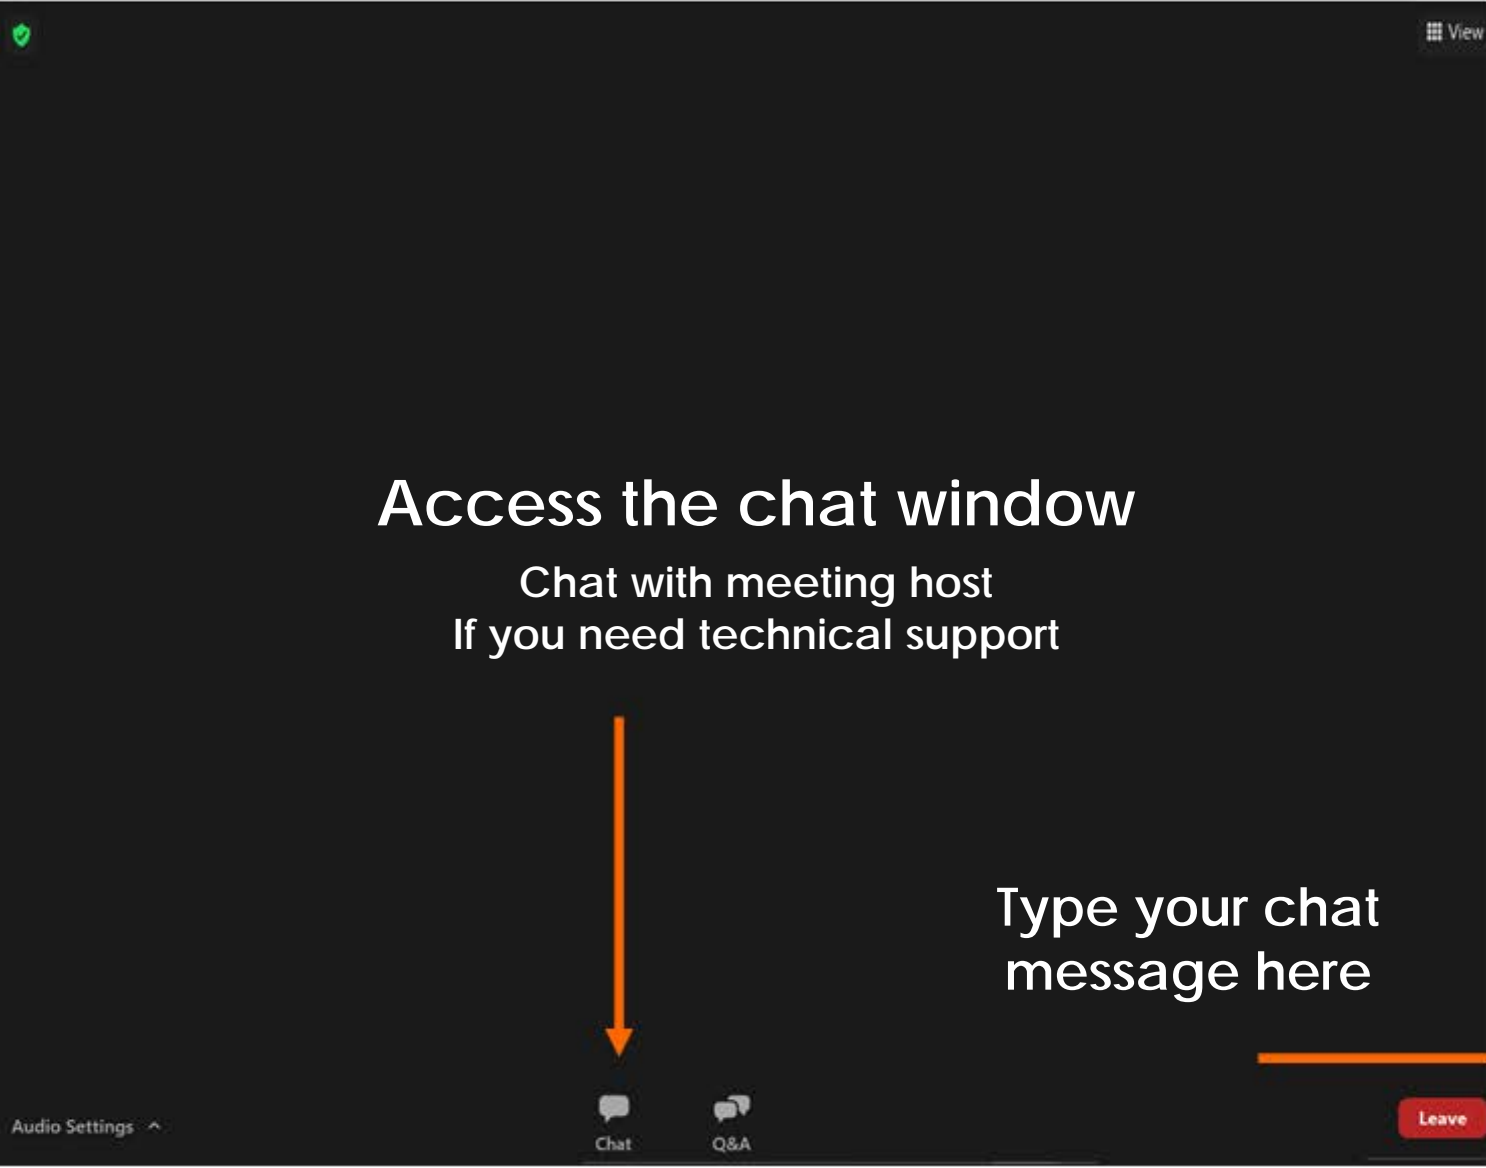 View
Access the chat window
Chat with meeting host
If you need technical support
Type your chat
message here
Audio Settings
Chat
Q&A
Leave